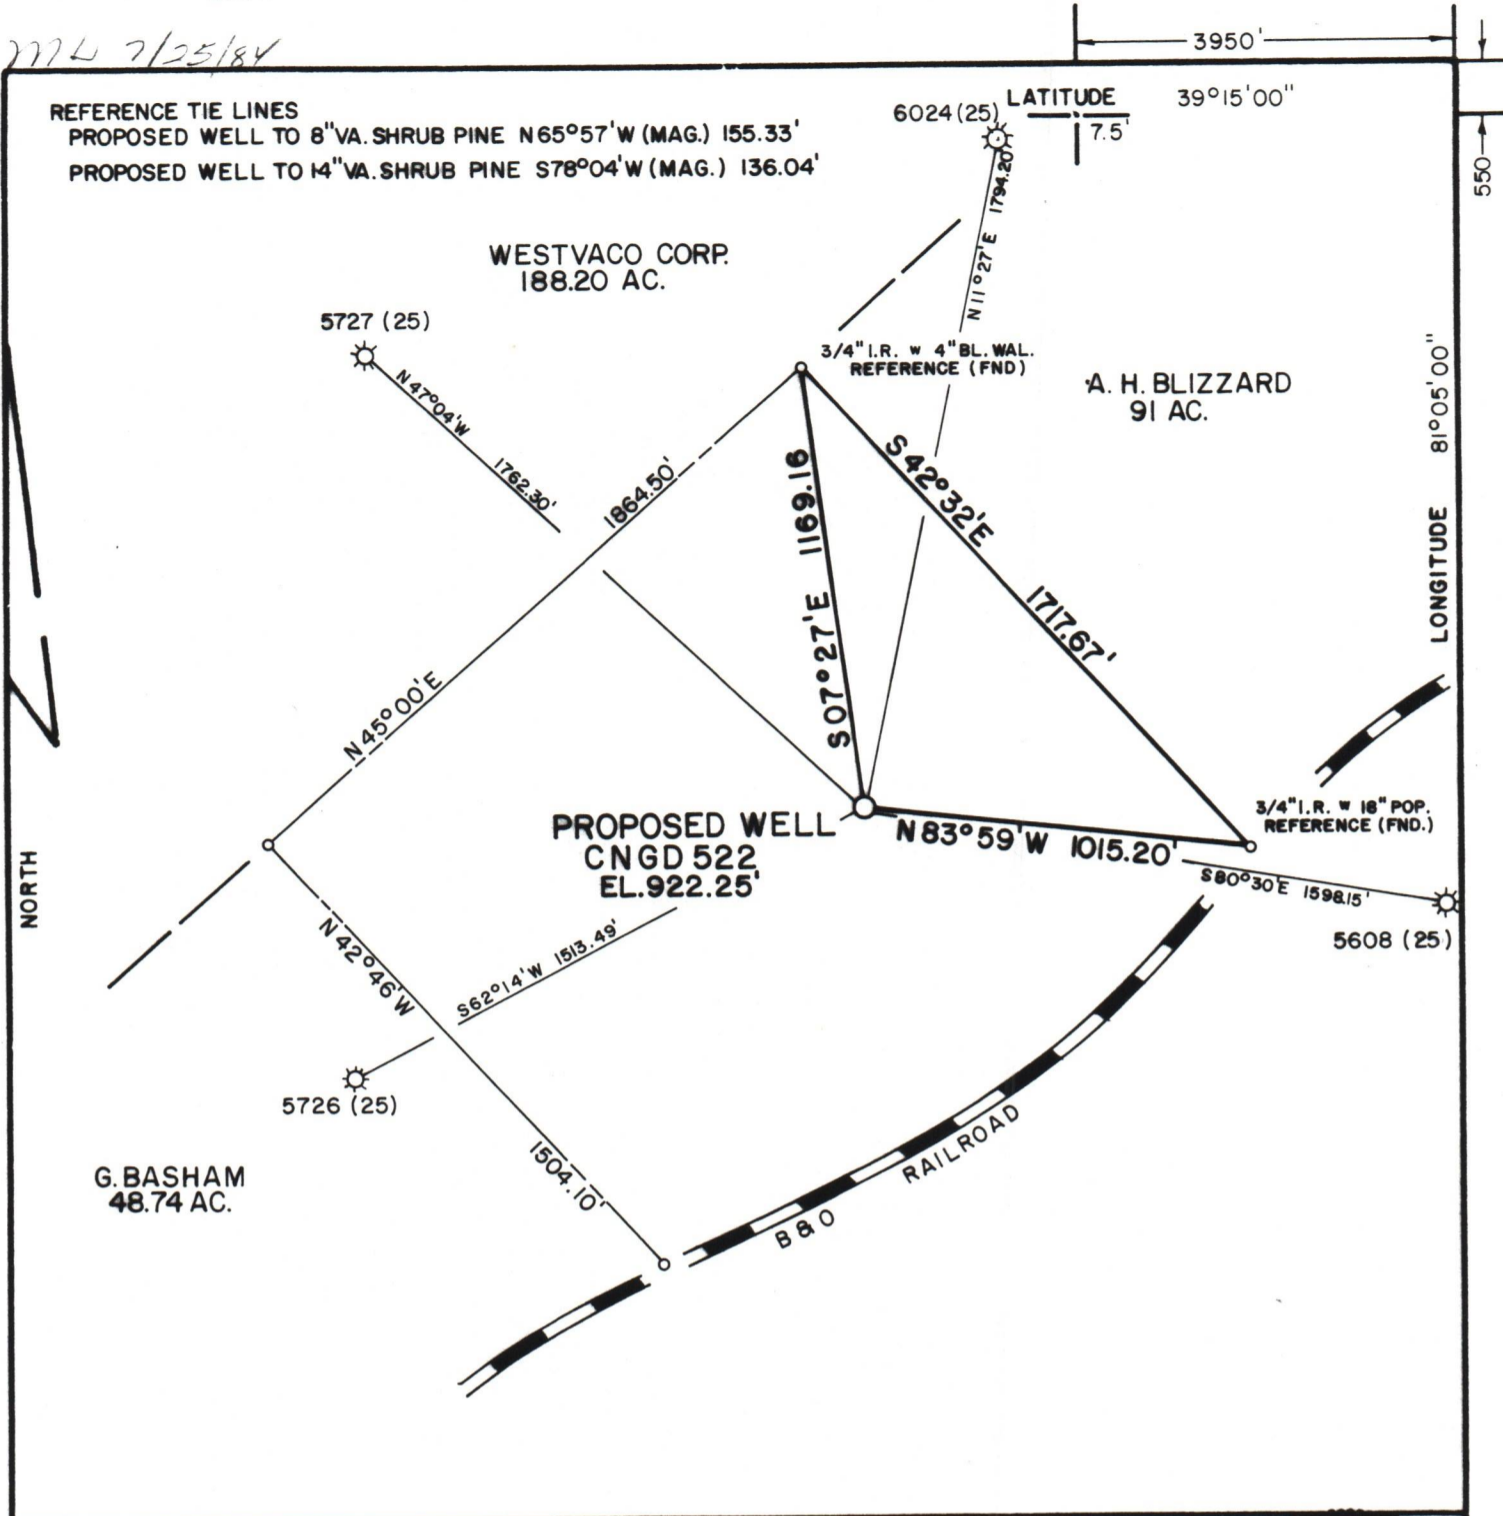 ML 7/25/84
3950'
REFERENCE TIE LINES
PROPOSED WELL TO 8" VA. SHRUB PINE N65°57'W (MAG.) 155.33'
PROPOSED WELL TO 14" VA. SHRUB PINE S78°04'W (MAG.) 136.04'
6024 (25)
LATITUDE 39°15'00"
7.5'
550
N11°27'E 1794.20'
WESTVACO CORP.
188.20 AC.
5727 (25)
N47°04'W 1762.30'
3/4" I.R. W 4" BL. WAL.
REFERENCE (FND)
A. H. BLIZZARD
91 AC.
LONGITUDE 81°05'00"
N45°00'E 1864.50'
S07°27'E 1169.16
S42°32'E 1717.67'
PROPOSED WELL
CNGD 522
EL. 922.25'
N83°59'W 1015.20'
3/4" I.R. W 18" POP.
REFERENCE (FND.)
S80°30'E 1598.15'
5608 (25)
NORTH
N42°46'W 1504.10'
S62°14'W 1513.49'
5726 (25)
G. BASHAM
48.74 AC.
B & O RAILROAD